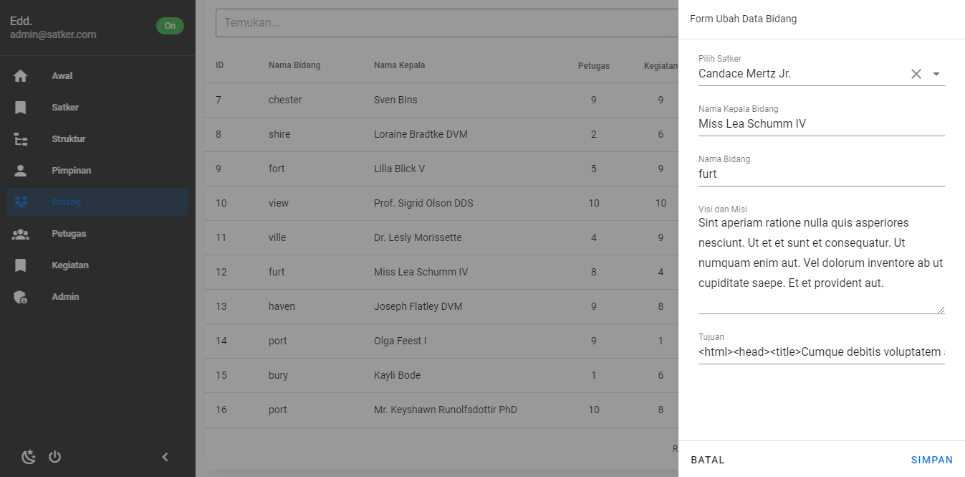 Edd.
admin@satker.com
On
Awal
Satker
Struktur
Pimpinan
Bidang
Petugas
Kegiatan
Admin
Temukan...
ID Nama Bidang Nama Kepala Petugas Kegiatan
7 chester Sven Bins 9 9
8 shire Loraine Bradtke DVM 2 6
9 fort Lilla Blick V 5 9
10 view Prof. Sigrid Olson DDS 10 10
11 ville Dr. Lesly Morissette 4 9
12 furt Miss Lea Schumm IV 8 4
13 haven Joseph Flatley DVM 9 8
14 port Olga Feest I 9 1
15 bury Kayli Bode 1 6
16 port Mr. Keyshawn Runolfsdottir PhD 10 8
Form Ubah Data Bidang
Pilih Satker
Candace Mertz Jr.
Nama Kepala Bidang
Miss Lea Schumm IV
Nama Bidang
furt
Visi dan Misi
Sint aperiam ratione nulla quis asperiores
nesciunt. Ut et et sunt et consequatur. Ut
numquam enim aut. Vel dolorum inventore ab ut
cupiditate saepe. Et et provident aut.
Tujuan
<html><head><title>Cumque debitis voluptatem
BATAL
SIMPAN